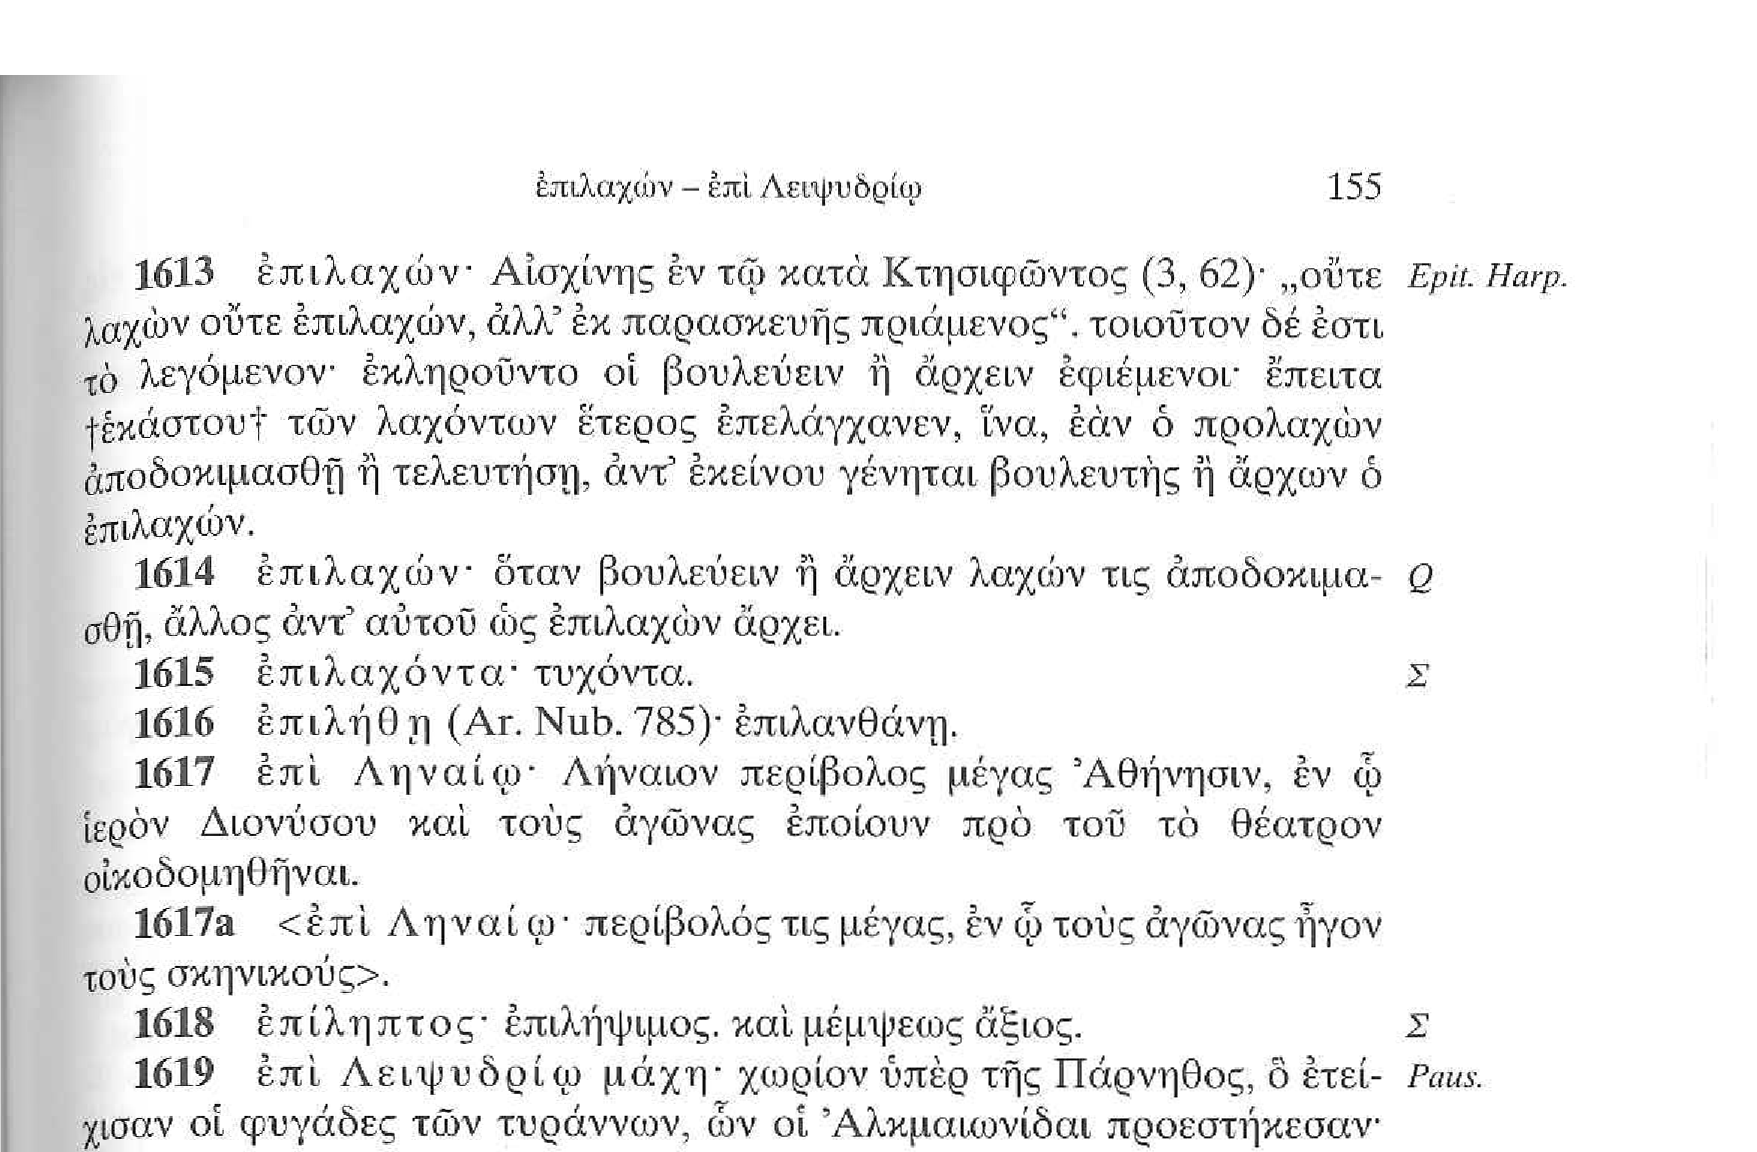 ἐπιλαχών – ἐπὶ Λειψυδρίῳ 155
1613 ἐπιλαχών· Αἰσχίνης ἐν τῷ κατὰ Κτησιφῶντος (3, 62)· „οὔτε Epit. Harp.
λαχὼν οὔτε ἐπιλαχών, ἀλλ’ ἐκ παρασκευῆς πριάμενος“. τοιοῦτον δέ ἐστι
τὸ λεγόμενον· ἐκληροῦντο οἱ βουλεύειν ἢ ἄρχειν ἐφιέμενοι· ἔπειτα
†ἑκάστου† τῶν λαχόντων ἕτερος ἐπελάγχανεν, ἵνα, ἐὰν ὁ προλαχὼν
ἀποδοκιμασθῇ ἢ τελευτήσῃ, ἀντ’ ἐκείνου γένηται βουλευτὴς ἢ ἄρχων ὁ
ἐπιλαχών.
1614 ἐπιλαχών· ὅταν βουλεύειν ἢ ἄρχειν λαχών τις ἀποδοκιμα- Q
σθῇ, ἄλλος ἀντ’ αὐτοῦ ὡς ἐπιλαχὼν ἄρχει.
1615 ἐπιλαχόντα· τυχόντα. Σ
1616 ἐπιλήθῃ (Ar. Nub. 785)· ἐπιλανθάνῃ.
1617 ἐπὶ Ληναίῳ· Λήναιον περίβολος μέγας Ἀθήνησιν, ἐν ᾧ
ἱερὸν Διονύσου καὶ τοὺς ἀγῶνας ἐποίουν πρὸ τοῦ τὸ θέατρον
οἰκοδομηθῆναι.
1617a <ἐπὶ Ληναίῳ· περίβολός τις μέγας, ἐν ᾧ τοὺς ἀγῶνας ἦγον
τοὺς σκηνικούς>.
1618 ἐπίληπτος· ἐπιλήψιμος. καὶ μέμψεως ἄξιος. Σ
1619 ἐπὶ Λειψυδρίῳ μάχη· χωρίον ὑπὲρ τῆς Πάρνηθος, ὃ ἐτεί- Paus.
χισαν οἱ φυγάδες τῶν τυράννων, ὧν οἱ Ἀλκμαιωνίδαι προεστήκεσαν·